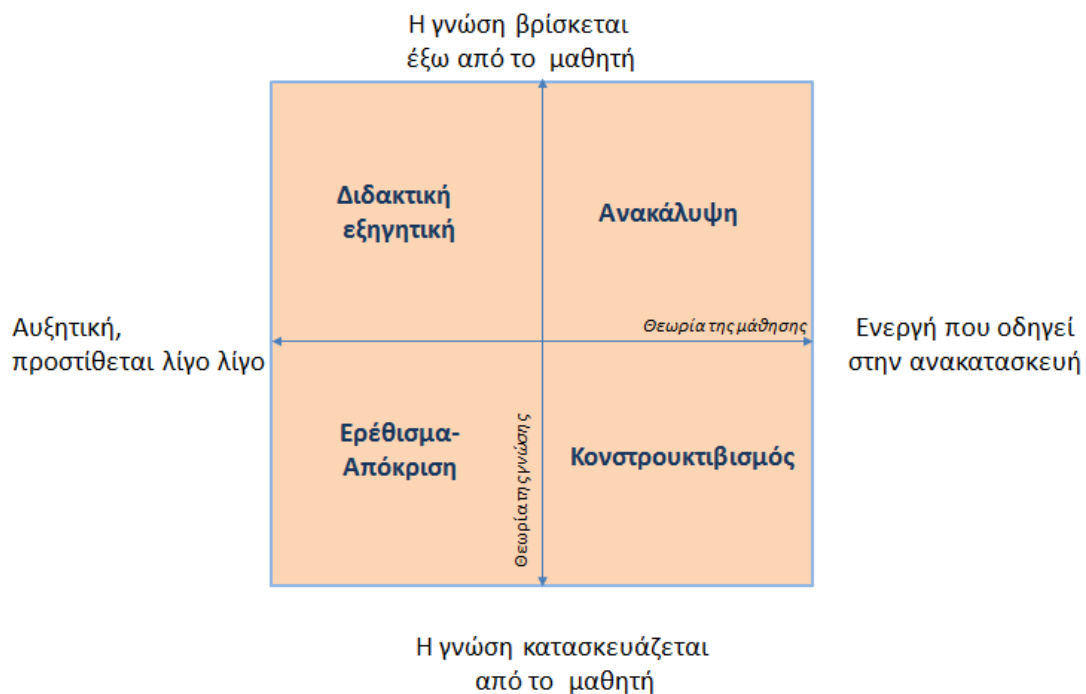 Η γνώση βρίσκεται
έξω από το μαθητή
Διδακτική
εξηγητική
Ανακάλυψη
Αυξητική,
προστίθεται λίγο λίγο
Θεωρία της μάθησης
Ενεργή που οδηγεί
στην ανακατασκευή
Ερέθισμα-
Απόκριση
Θεωρία της γνώσης
Κονστρουκτιβισμός
Η γνώση κατασκευάζεται
από το μαθητή